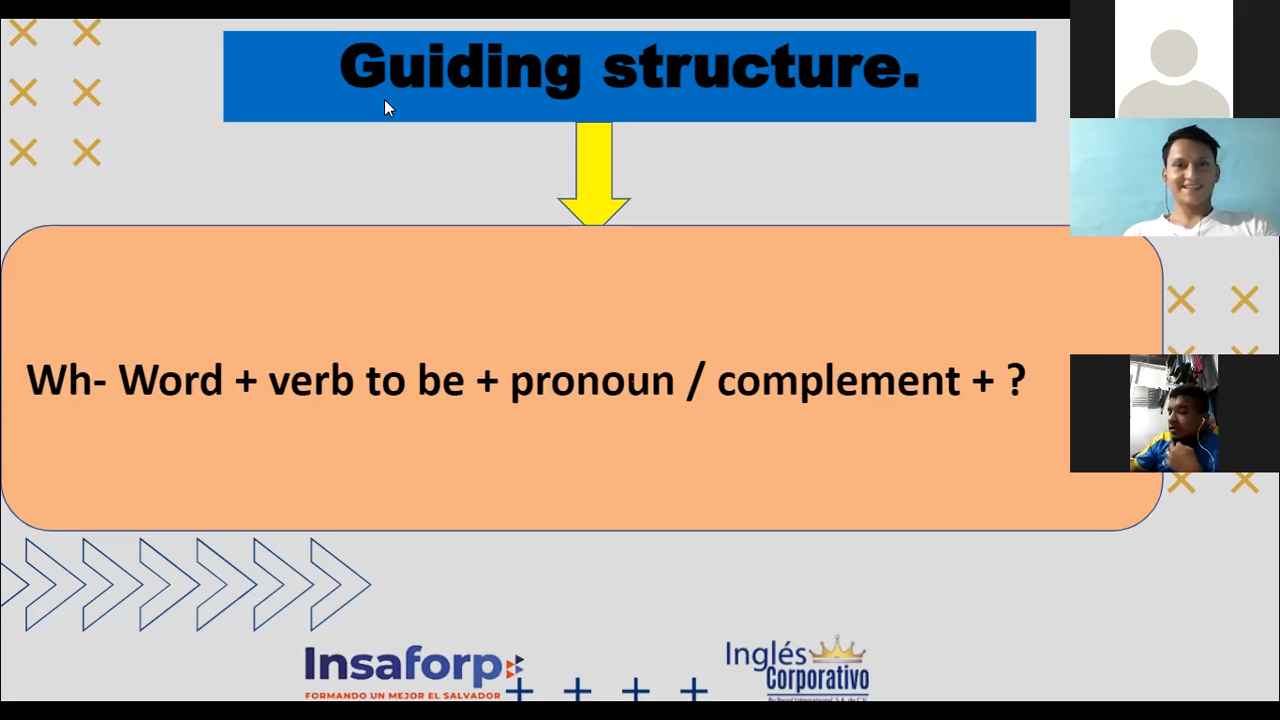 Guiding structure.
Wh- Word + verb to be + pronoun / complement + ?
Insaforp
FORMANDO UN MEJOR EL SALVADOR
Inglés
Corporativo